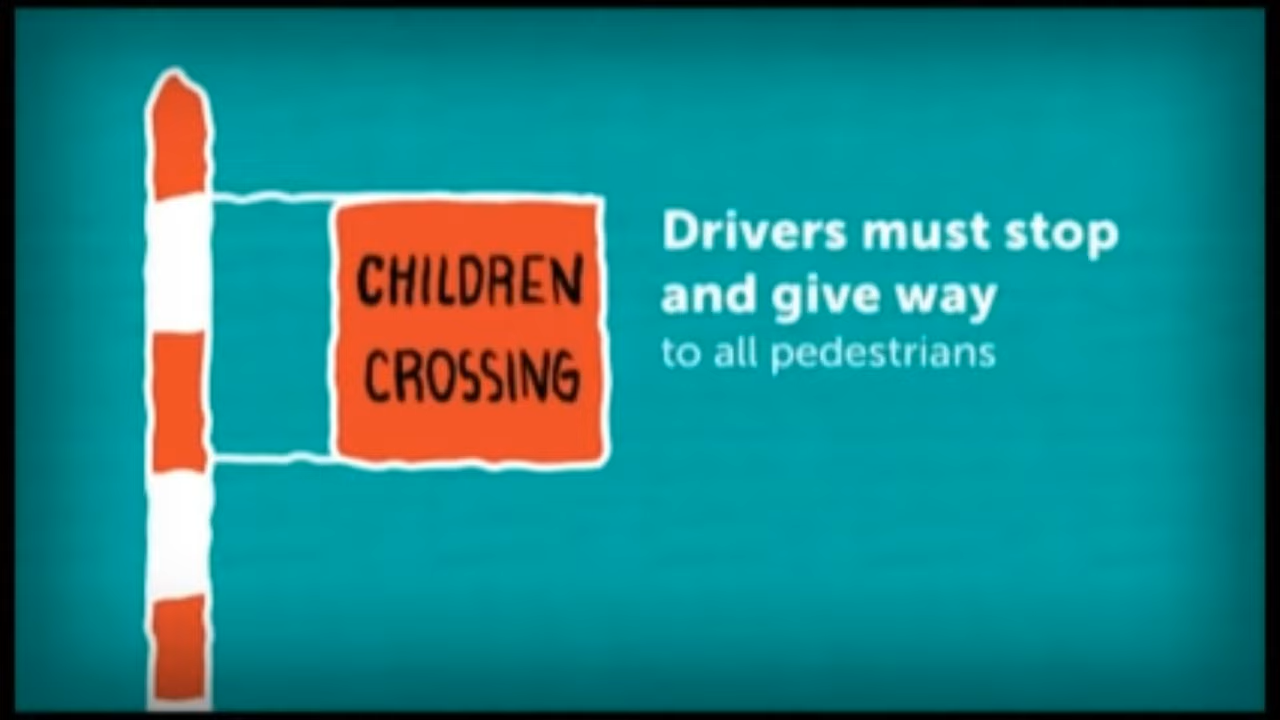 CHILDREN
CROSSING
Drivers must stop
and give way
to all pedestrians